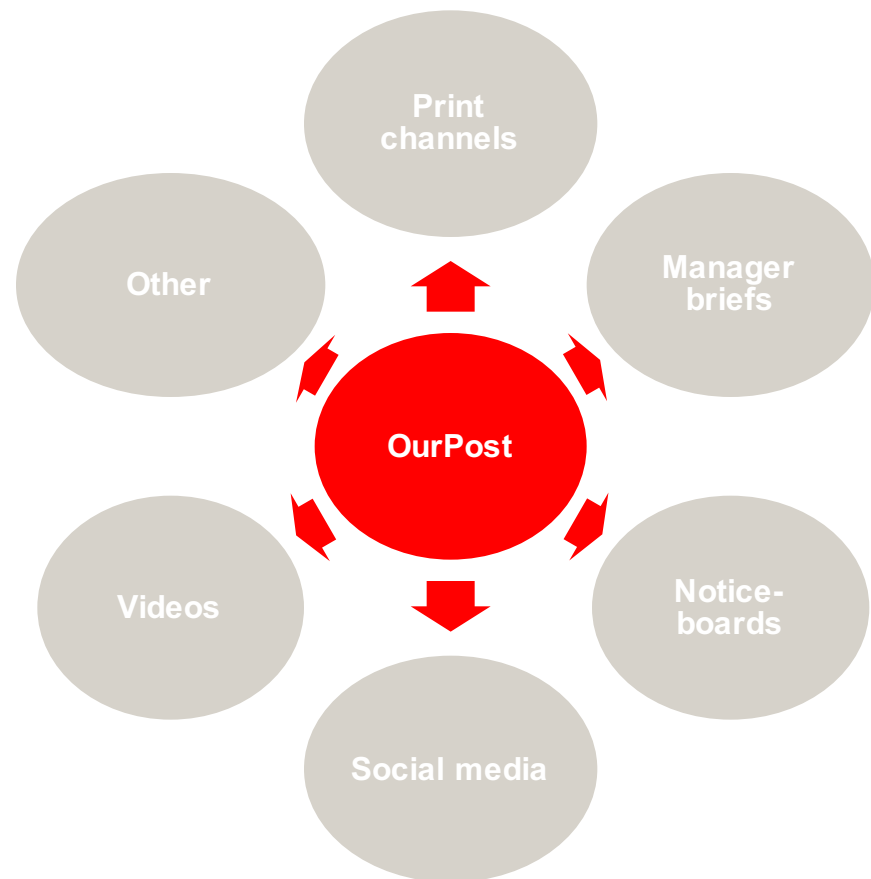 Print
channels
Other
Manager
briefs
OurPost
Videos
Notice-
boards
Social media